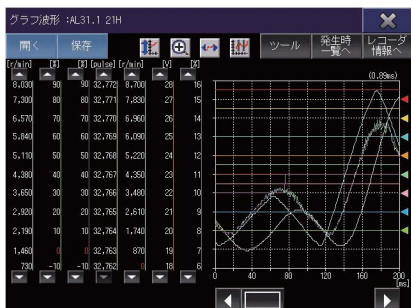 グラフ波形 :AL31.1 21H
開く 保存 ツール 発生時一覧へ レコーダ情報へ
[r/min] [%] [%] [pulse] [r/min] [V] [%]
(0.89ms)
8,030 90 90 32,772 8,700 28 16
7,300 80 80 32,771 7,830 27 15
6,570 70 70 32,770 6,960 26 14
5,840 60 60 32,769 6,090 25 13
5,110 50 50 32,768 5,220 24 12
4,380 40 40 32,767 4,350 23 11
3,650 30 30 32,766 3,480 22 10
2,920 20 20 32,765 2,610 21 9
2,190 10 10 32,764 1,740 20 8
1,460 0 0 32,763 870 19 7
730 -10 -10 32,762 0 18 6
0 40 80 120 160 200
[ms]